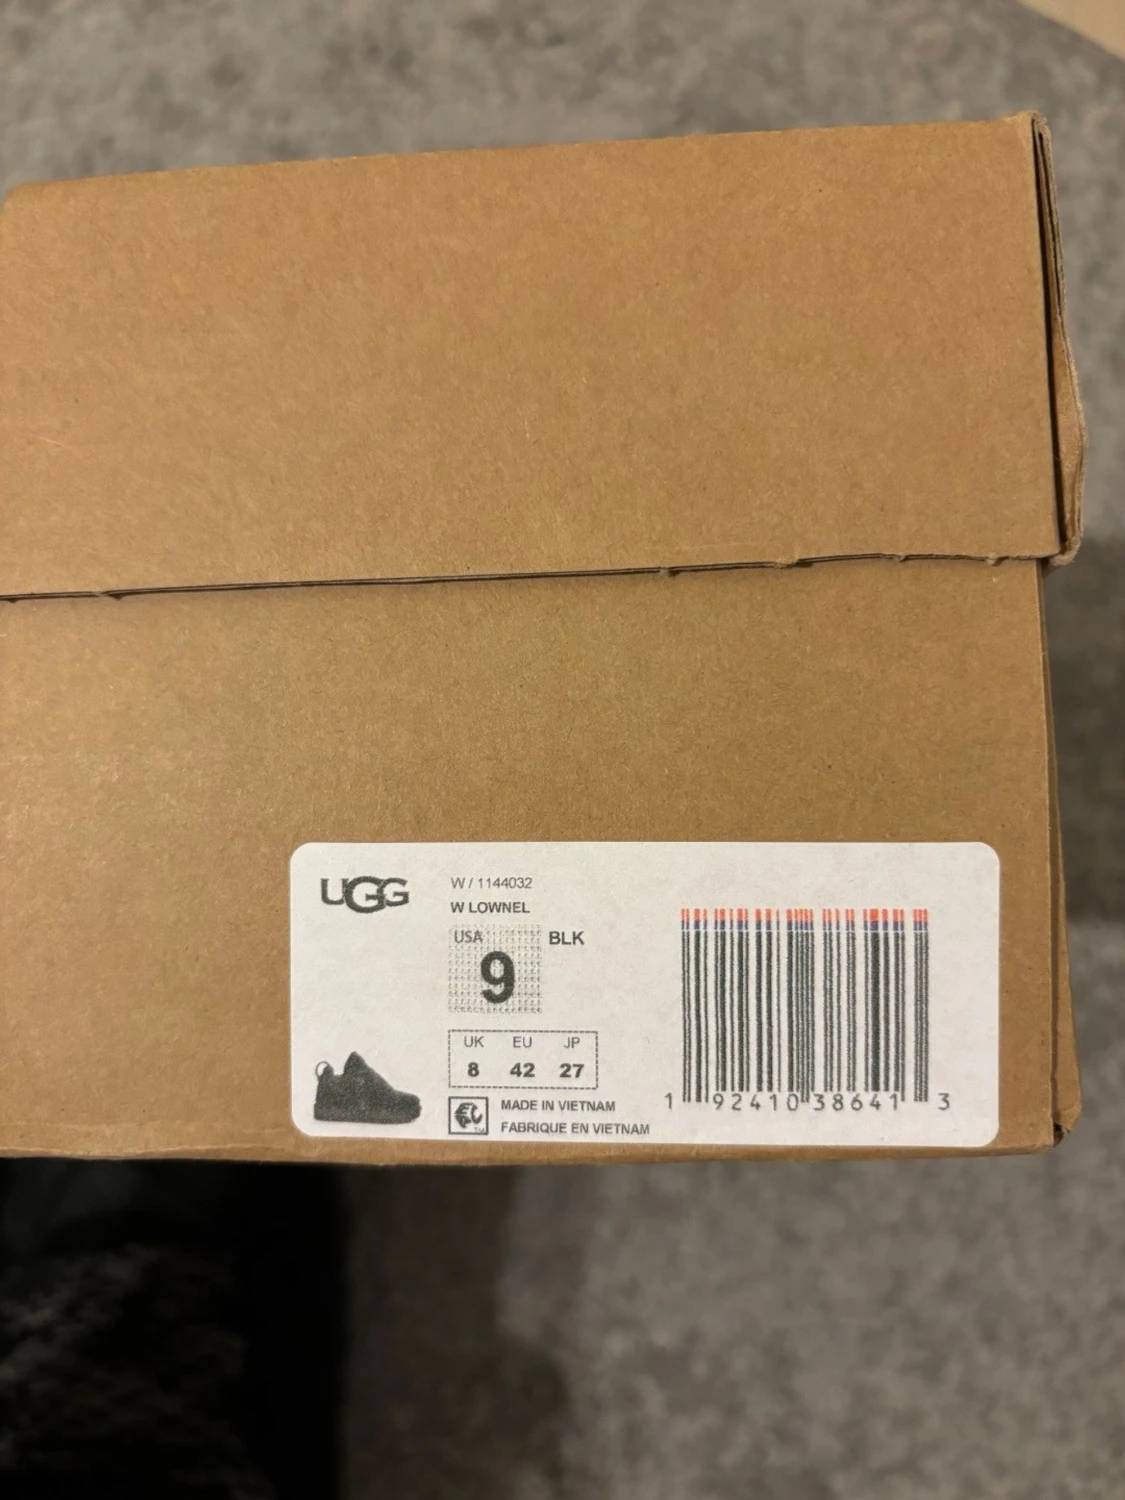 UGG
W / 1144032
W LOWNEL
USA
9
BLK
UK EU JP
8 42 27
MADE IN VIETNAM
FABRIQUE EN VIETNAM
1 92410 38641 3